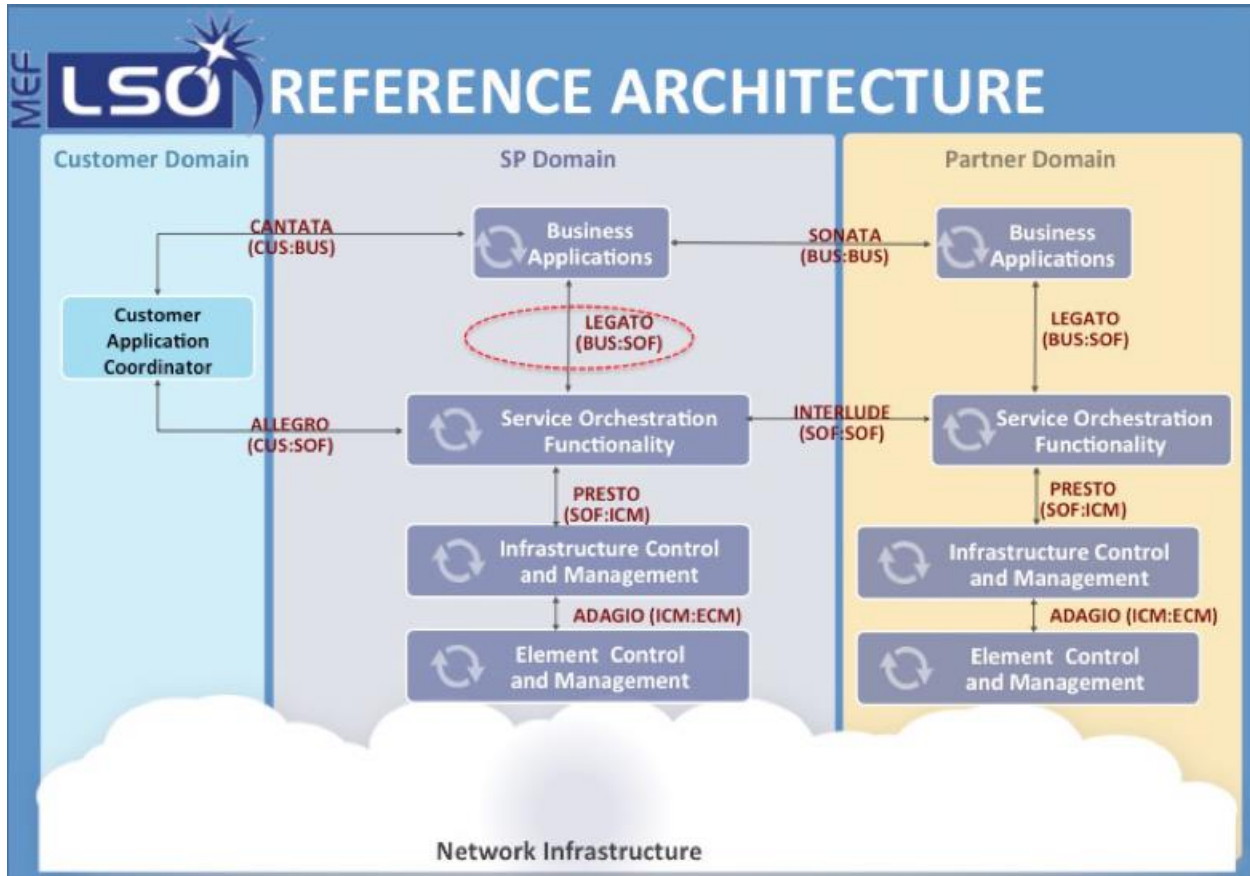 MEF
LSO REFERENCE ARCHITECTURE
Customer Domain
SP Domain
Partner Domain
CANTATA
(CUS:BUS)
Business
Applications
SONATA
(BUS:BUS)
Business
Applications
Customer
Application
Coordinator
LEGATO
(BUS:SOF)
LEGATO
(BUS:SOF)
ALLEGRO
(CUS:SOF)
Service Orchestration
Functionality
INTERLUDE
(SOF:SOF)
Service Orchestration
Functionality
PRESTO
(SOF:ICM)
PRESTO
(SOF:ICM)
Infrastructure Control
and Management
Infrastructure Control
and Management
ADAGIO (ICM:ECM)
ADAGIO (ICM:ECM)
Element Control
and Management
Element Control
and Management
Network Infrastructure